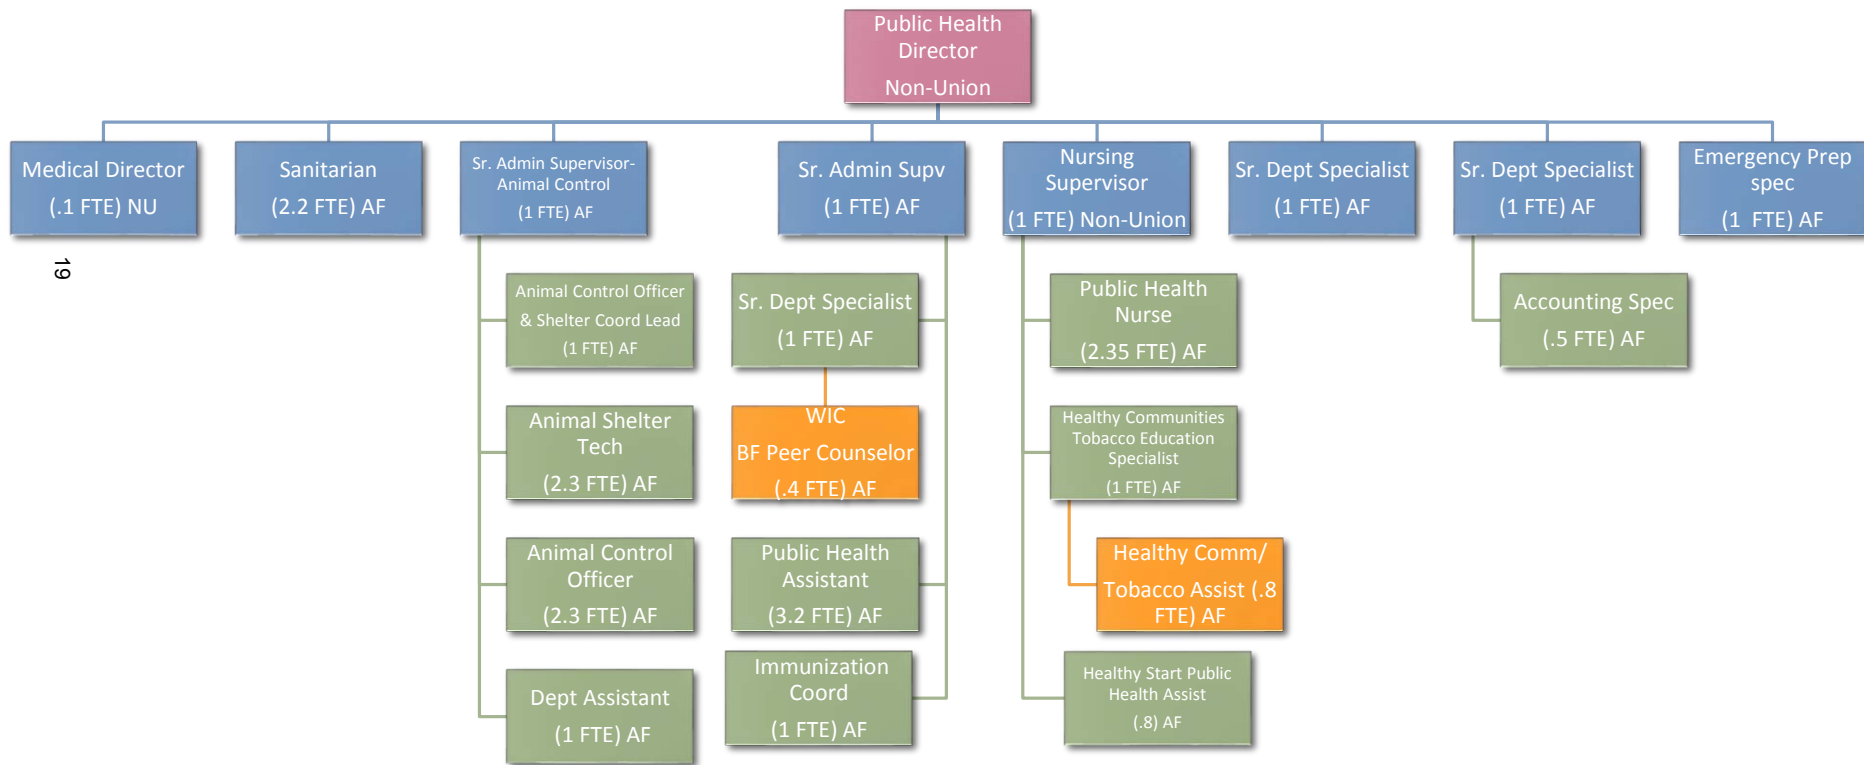 Public Health
Director
Non-Union
Medical Director
(.1 FTE) NU
Sanitarian
(2.2 FTE) AF
Sr. Admin Supervisor-
Animal Control
(1 FTE) AF
Sr. Admin Supv
(1 FTE) AF
Nursing
Supervisor
(1 FTE) Non-Union
Sr. Dept Specialist
(1 FTE) AF
Sr. Dept Specialist
(1 FTE) AF
Emergency Prep
spec
(1 FTE) AF
19
Animal Control Officer
& Shelter Coord Lead
(1 FTE) AF
Animal Shelter
Tech
(2.3 FTE) AF
Animal Control
Officer
(2.3 FTE) AF
Dept Assistant
(1 FTE) AF
Sr. Dept Specialist
(1 FTE) AF
WIC
BF Peer Counselor
(.4 FTE) AF
Public Health
Assistant
(3.2 FTE) AF
Immunization
Coord
(1 FTE) AF
Public Health
Nurse
(2.35 FTE) AF
Healthy Communities
Tobacco Education
Specialist
(1 FTE) AF
Healthy Comm/
Tobacco Assist (.8
FTE) AF
Healthy Start Public
Health Assist
(.8) AF
Accounting Spec
(.5 FTE) AF